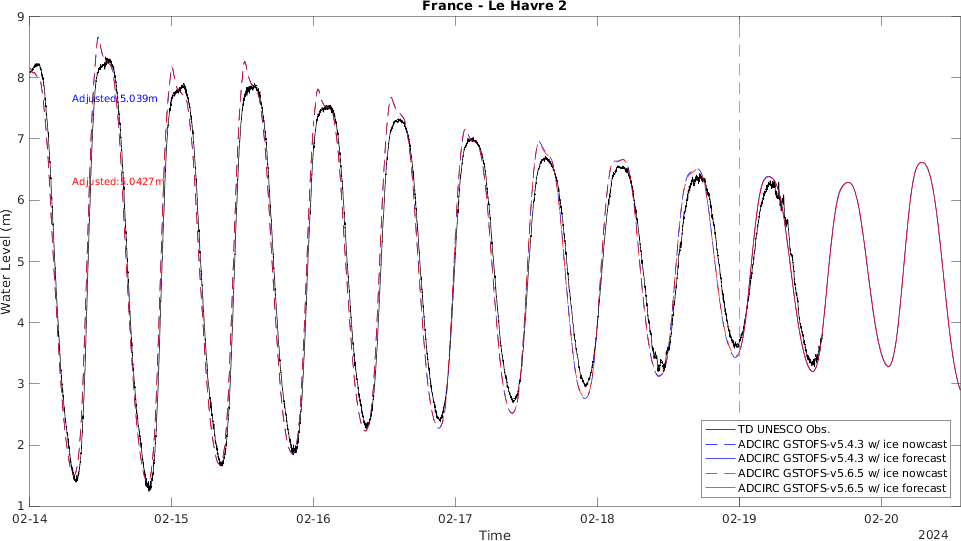 France - Le Havre 2
9
8
Adjusted:5.039m
7
Adjusted:5.0427m
6
5
4
3
2
1
Water Level (m)
TD UNESCO Obs.
ADCIRC GSTOFS-v5.4.3 w/ ice nowcast
ADCIRC GSTOFS-v5.4.3 w/ ice forecast
ADCIRC GSTOFS-v5.6.5 w/ ice nowcast
ADCIRC GSTOFS-v5.6.5 w/ ice forecast
02-14 02-15 02-16 02-17 02-18 02-19 02-20
Time
2024